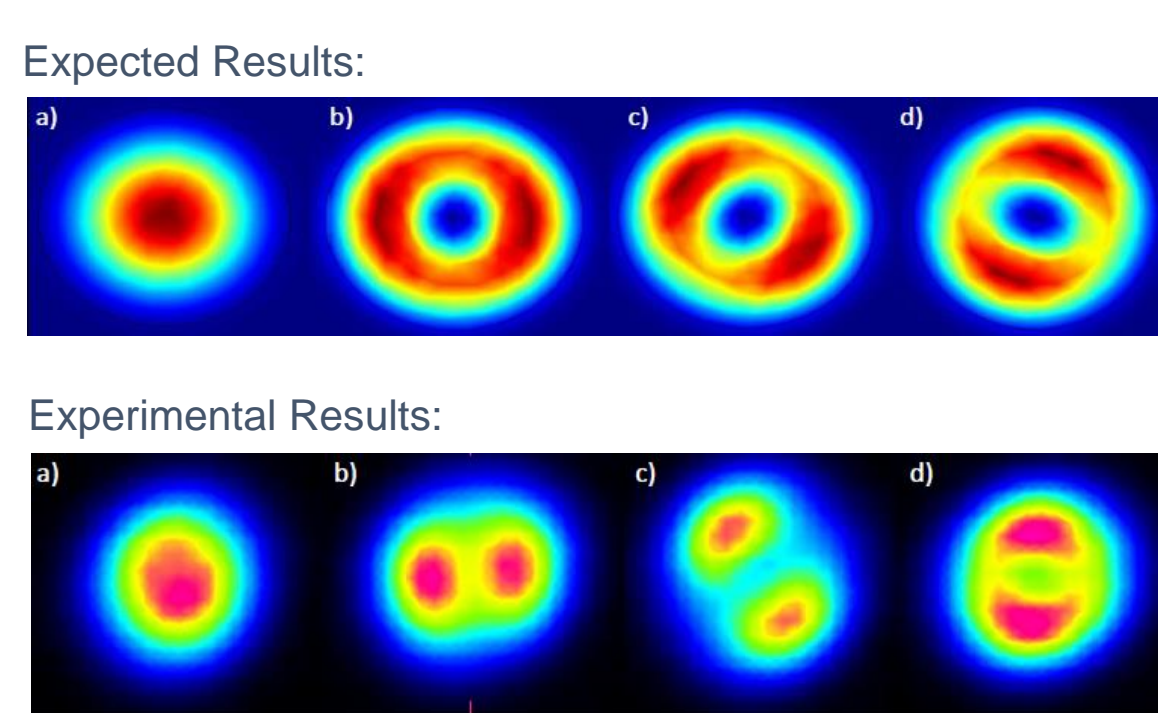 Expected Results:
a) b) c) d)
Experimental Results:
a) b) c) d)